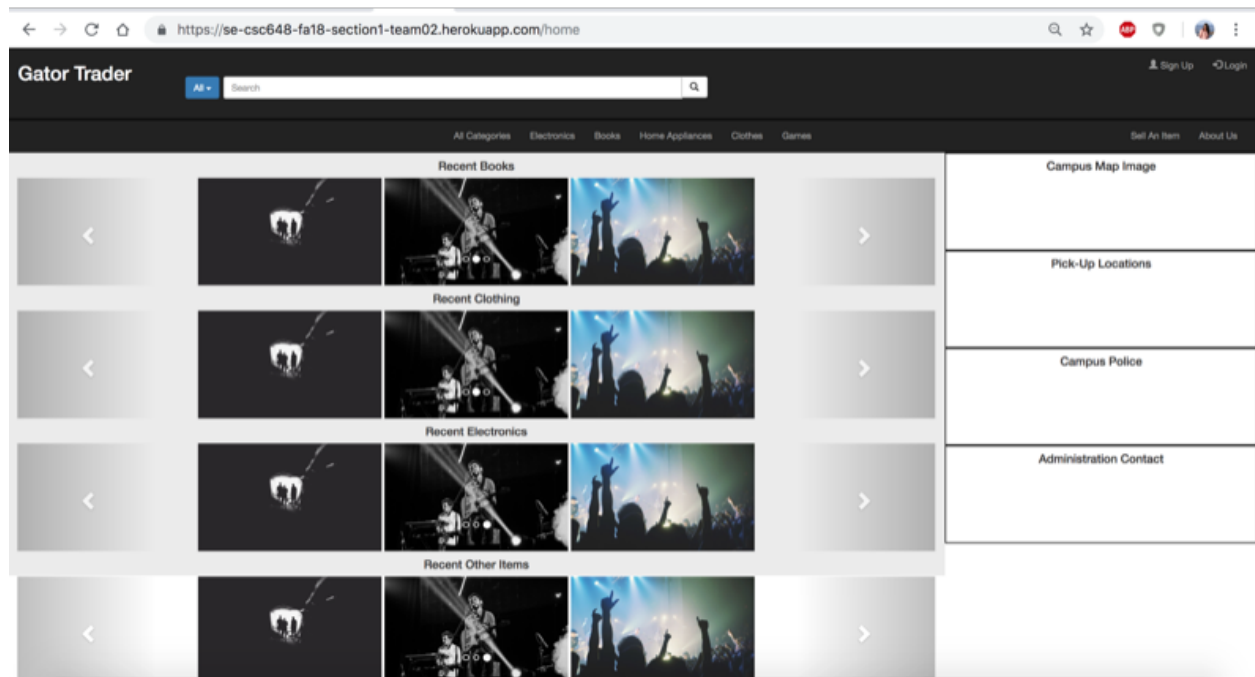 https://se-csc648-fa18-section1-team02.herokuapp.com/home
ABP
Gator Trader
Sign Up Login
All Search
All Categories Electronics Books Home Appliances Clothes Games Sell An Item About Us
Recent Books
Campus Map Image
Pick-Up Locations
Recent Clothing
Campus Police
Recent Electronics
Administration Contact
Recent Other Items